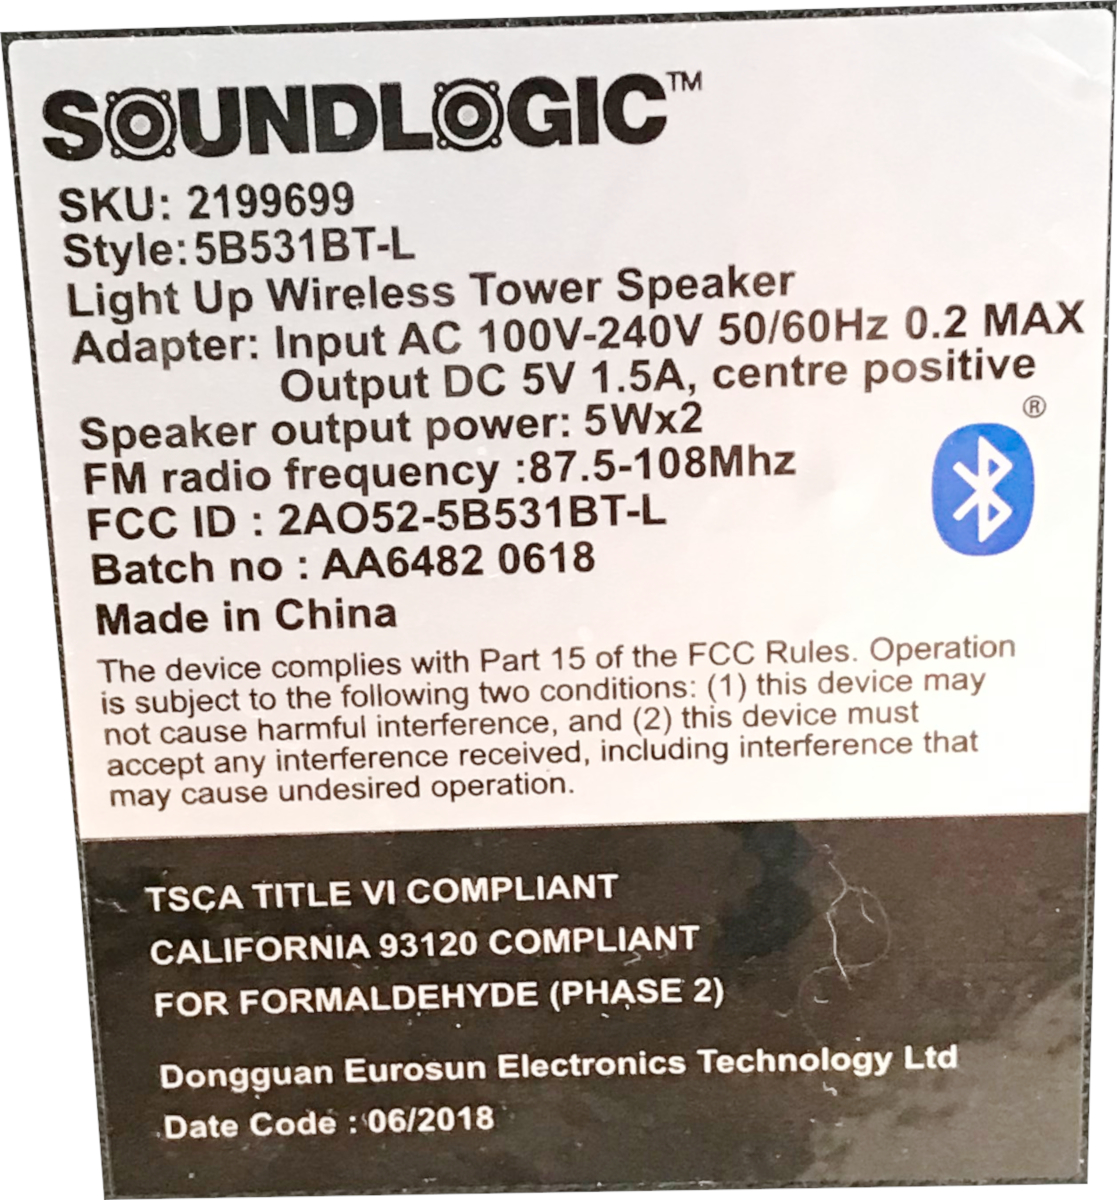 SOUNDLOGIC™
SKU: 2199699
Style:5B531BT-L
Light Up Wireless Tower Speaker
Adapter: Input AC 100V-240V 50/60Hz 0.2 MAX
Output DC 5V 1.5A, centre positive
Speaker output power: 5Wx2
®
FM radio frequency :87.5-108Mhz
FCC ID : 2AO52-5B531BT-L
Batch no : AA6482 0618
Made in China
The device complies with Part 15 of the FCC Rules. Operation
is subject to the following two conditions: (1) this device may
not cause harmful interference, and (2) this device must
accept any interference received, including interference that
may cause undesired operation.
TSCA TITLE VI COMPLIANT
CALIFORNIA 93120 COMPLIANT
FOR FORMALDEHYDE (PHASE 2)
Dongguan Eurosun Electronics Technology Ltd
Date Code : 06/2018